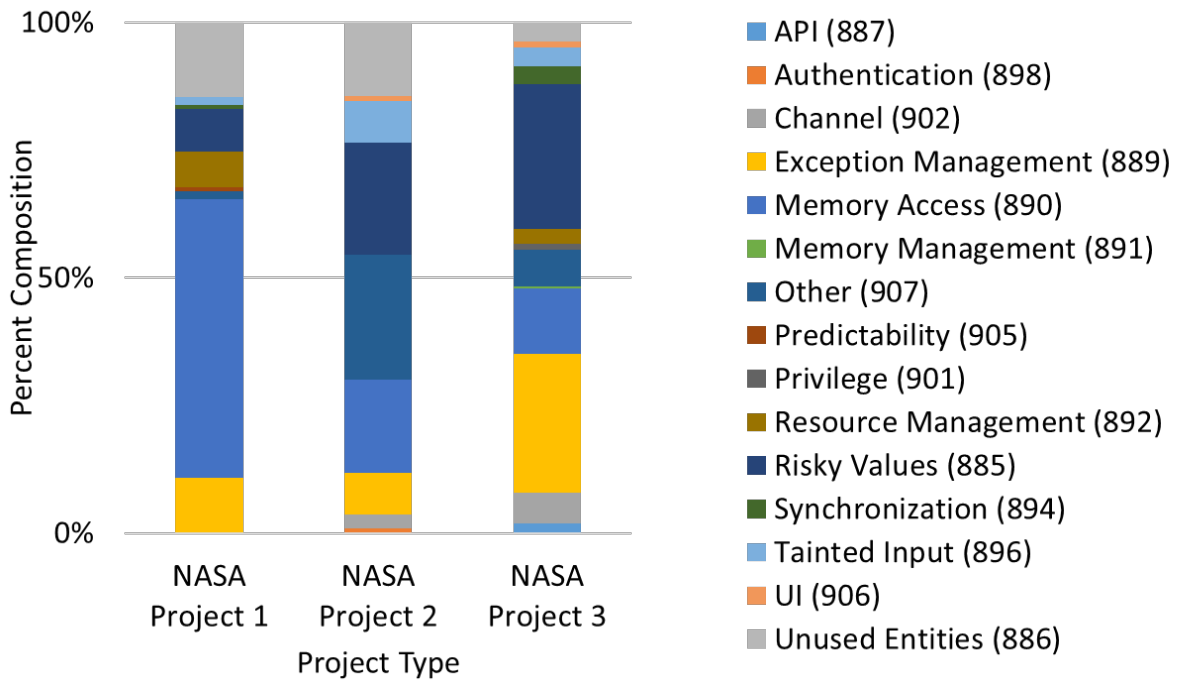 100%
50%
0%
Percent Composition
NASA
Project 1
NASA
Project 2
NASA
Project 3
Project Type
API (887)
Authentication (898)
Channel (902)
Exception Management (889)
Memory Access (890)
Memory Management (891)
Other (907)
Predictability (905)
Privilege (901)
Resource Management (892)
Risky Values (885)
Synchronization (894)
Tainted Input (896)
UI (906)
Unused Entities (886)